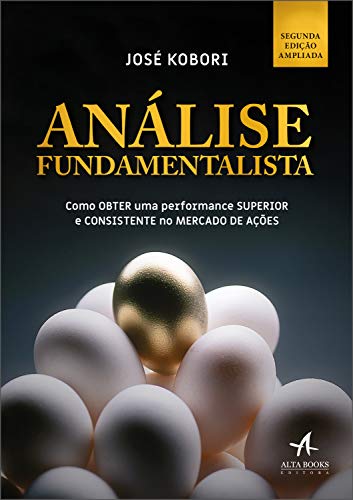 JOSÉ KOBORI
SEGUNDA
EDIÇÃO
AMPLIADA
ANÁLISE
FUNDAMENTALISTA
Como OBTER uma performance SUPERIOR
e CONSISTENTE no MERCADO DE AÇÕES
ALTA BOOKS
EDITORA